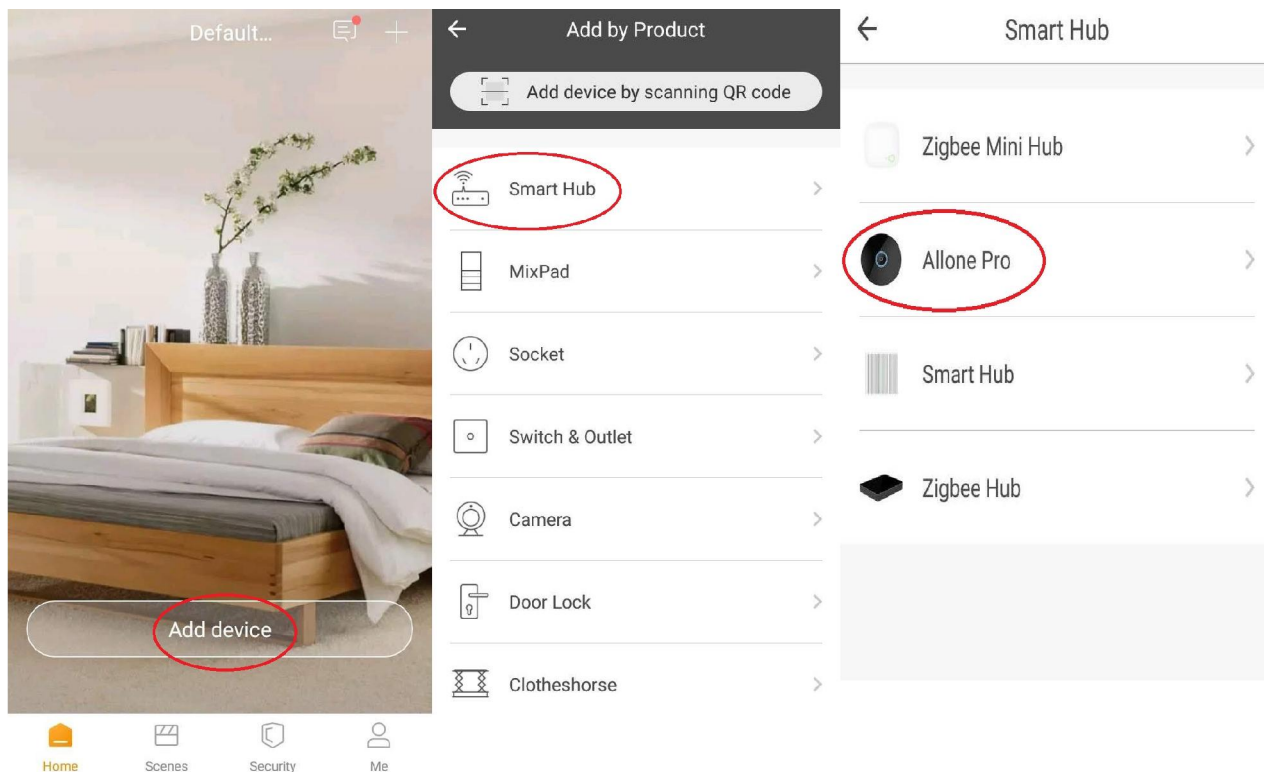 Default...
Add device
Home
Scenes
Security
Me
Add by Product
Add device by scanning QR code
Smart Hub
MixPad
Socket
Switch & Outlet
Camera
Door Lock
Clotheshorse
Smart Hub
Zigbee Mini Hub
Allone Pro
Smart Hub
Zigbee Hub